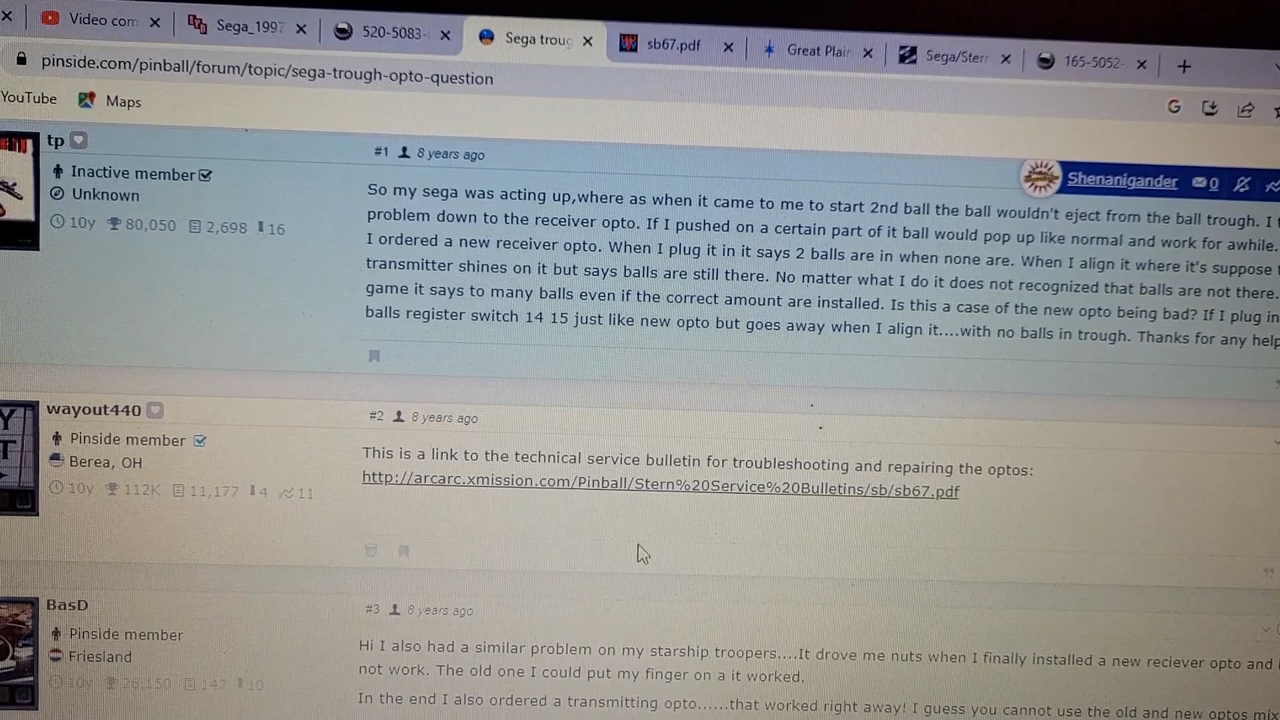 Video com
Sega_1997
520-5083-
Sega troug
sb67.pdf
Great Plain
Sega/Stern
165-5052-
pinside.com/pinball/forum/topic/sega-trough-opto-question
YouTube
Maps
tp
Inactive member
Unknown
10y 80,050 2,698 16
#1 8 years ago
Shenanigander 0
So my sega was acting up,where as when it came to me to start 2nd ball the ball wouldn't eject from the ball trough. I
problem down to the receiver opto. If I pushed on a certain part of it ball would pop up like normal and work for awhile.
I ordered a new receiver opto. When I plug it in it says 2 balls are in when none are. When I align it where it's suppose
transmitter shines on it but says balls are still there. No matter what I do it does not recognized that balls are not there.
game it says to many balls even if the correct amount are installed. Is this a case of the new opto being bad? If I plug in
balls register switch 14 15 just like new opto but goes away when I align it....with no balls in trough. Thanks for any help
wayout440
Pinside member
Berea, OH
10y 112K 11,177 4 11
#2 8 years ago
This is a link to the technical service bulletin for troubleshooting and repairing the optos:
http://arcarc.xmission.com/Pinball/Stern%20Service%20Bulletins/sb/sb67.pdf
BasD
Pinside member
Friesland
10y 26,150 147 10
#3 8 years ago
Hi I also had a similar problem on my starship troopers....It drove me nuts when I finally installed a new reciever opto and
not work. The old one I could put my finger on a it worked.
In the end I also ordered a transmitting opto......that worked right away! I guess you cannot use the old and new optos mix